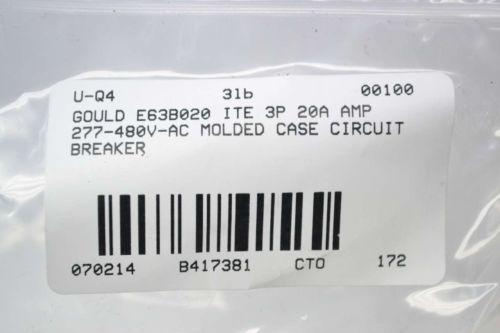 U-Q4 31b 00100
GOULD E63B020 ITE 3P 20A AMP
277-480V-AC MOLDED CASE CIRCUIT
BREAKER
070214 B417381 CTO 172